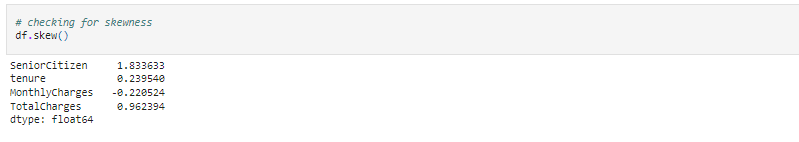 # checking for skewness
df.skew()
SeniorCitizen     1.833633
tenure            0.239540
MonthlyCharges   -0.220524
TotalCharges      0.962394
dtype: float64